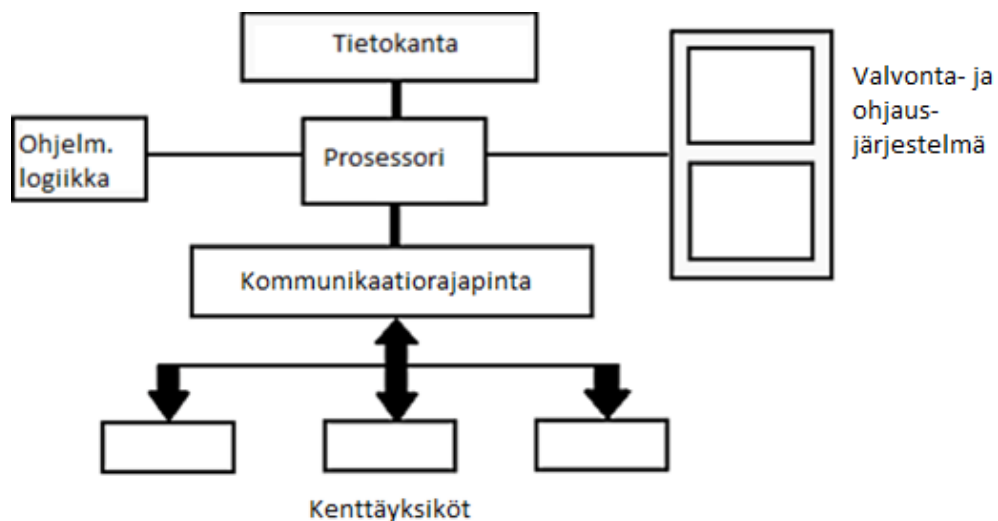 Tietokanta
Valvonta- ja
ohjaus-
järjestelmä
Ohjelm.
logiikka
Prosessori
Kommunikaatiorajapinta
Kenttäyksiköt